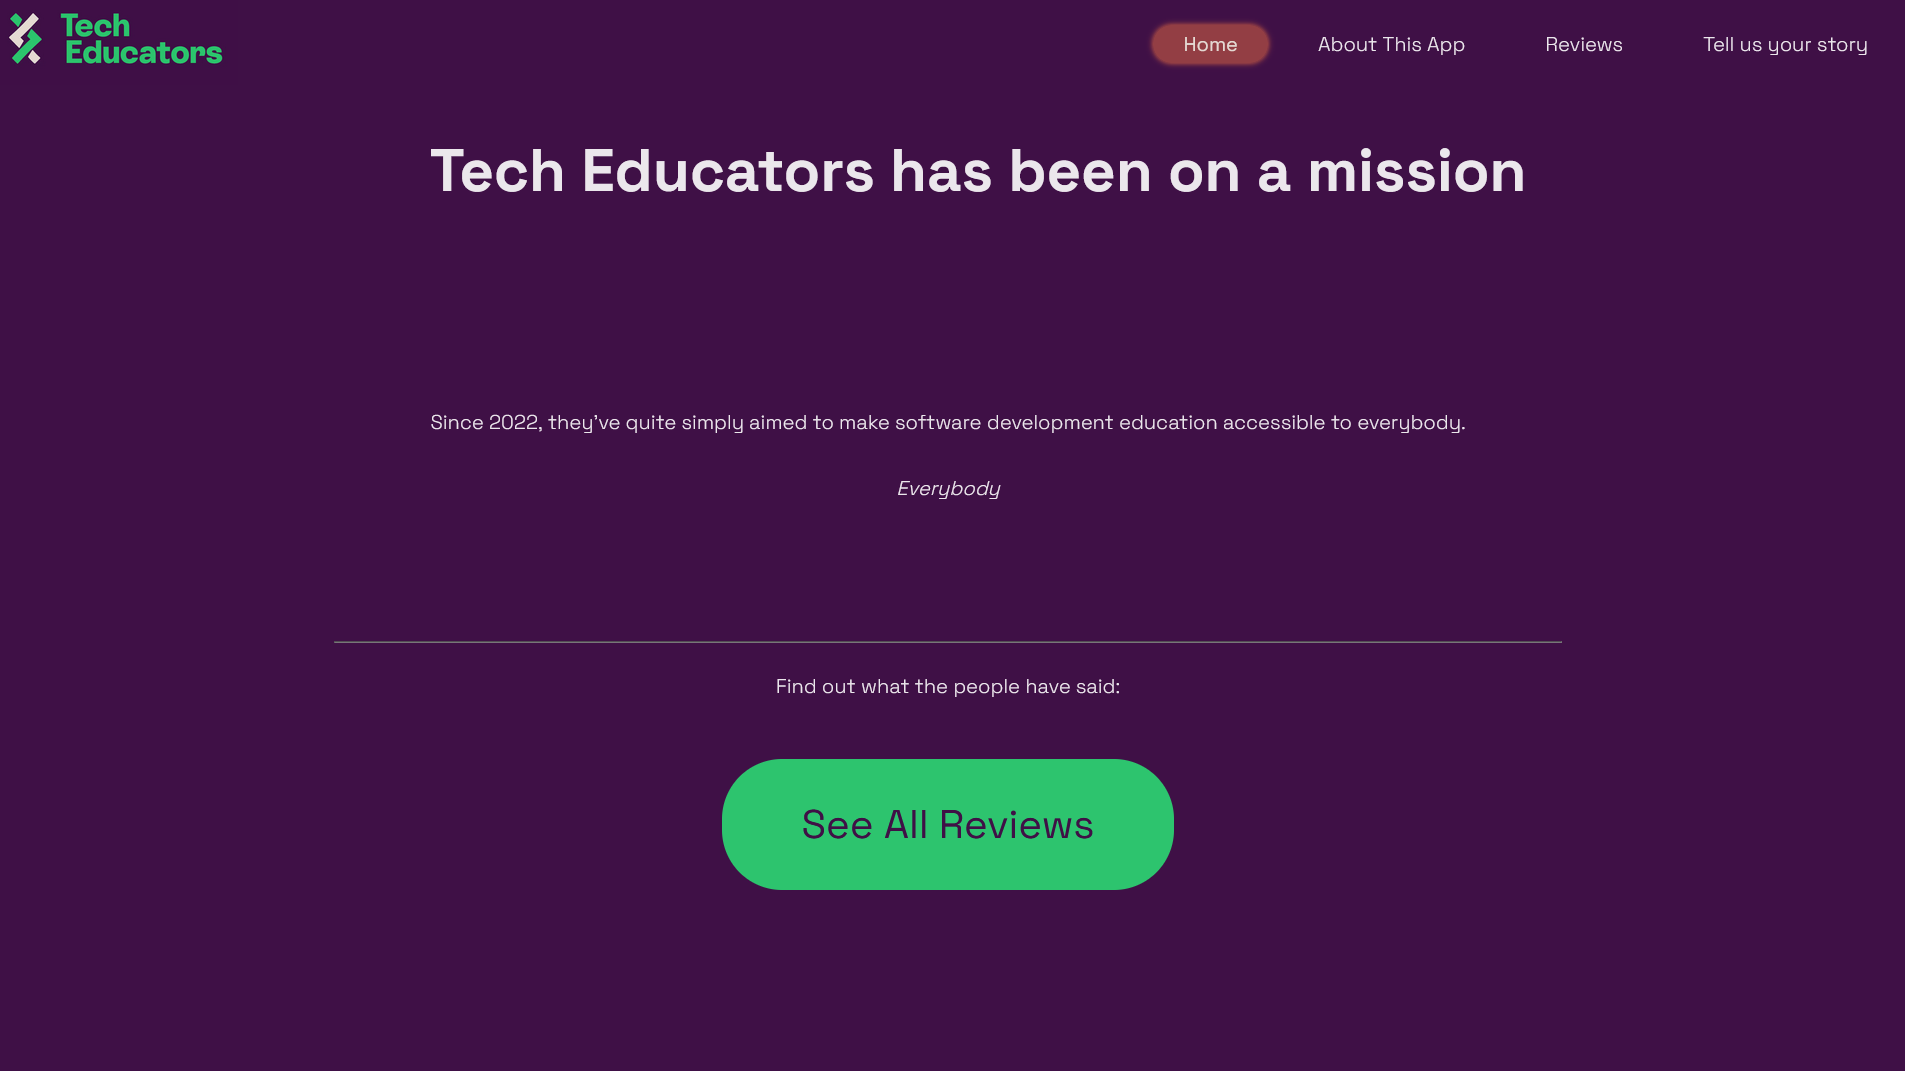 Tech
Educators
Home
About This App
Reviews
Tell us your story
Tech Educators has been on a mission
Since 2022, they've quite simply aimed to make software development education accessible to everybody.
Everybody
Find out what the people have said:
See All Reviews